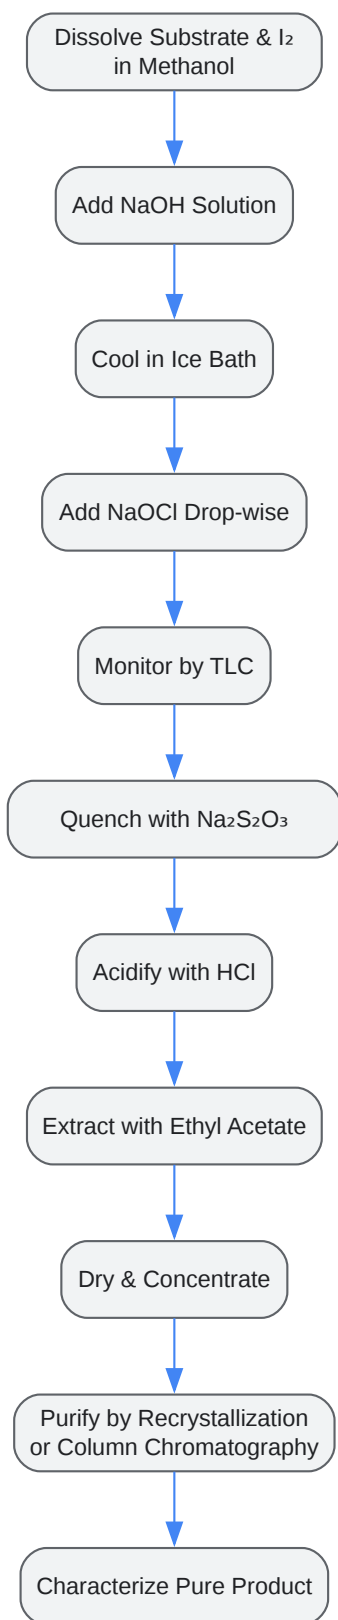 Dissolve Substrate & I₂
in Methanol
Add NaOH Solution
Cool in Ice Bath
Add NaOCl Drop-wise
Monitor by TLC
Quench with Na₂S₂O₃
Acidify with HCl
Extract with Ethyl Acetate
Dry & Concentrate
Purify by Recrystallization
or Column Chromatography
Characterize Pure Product